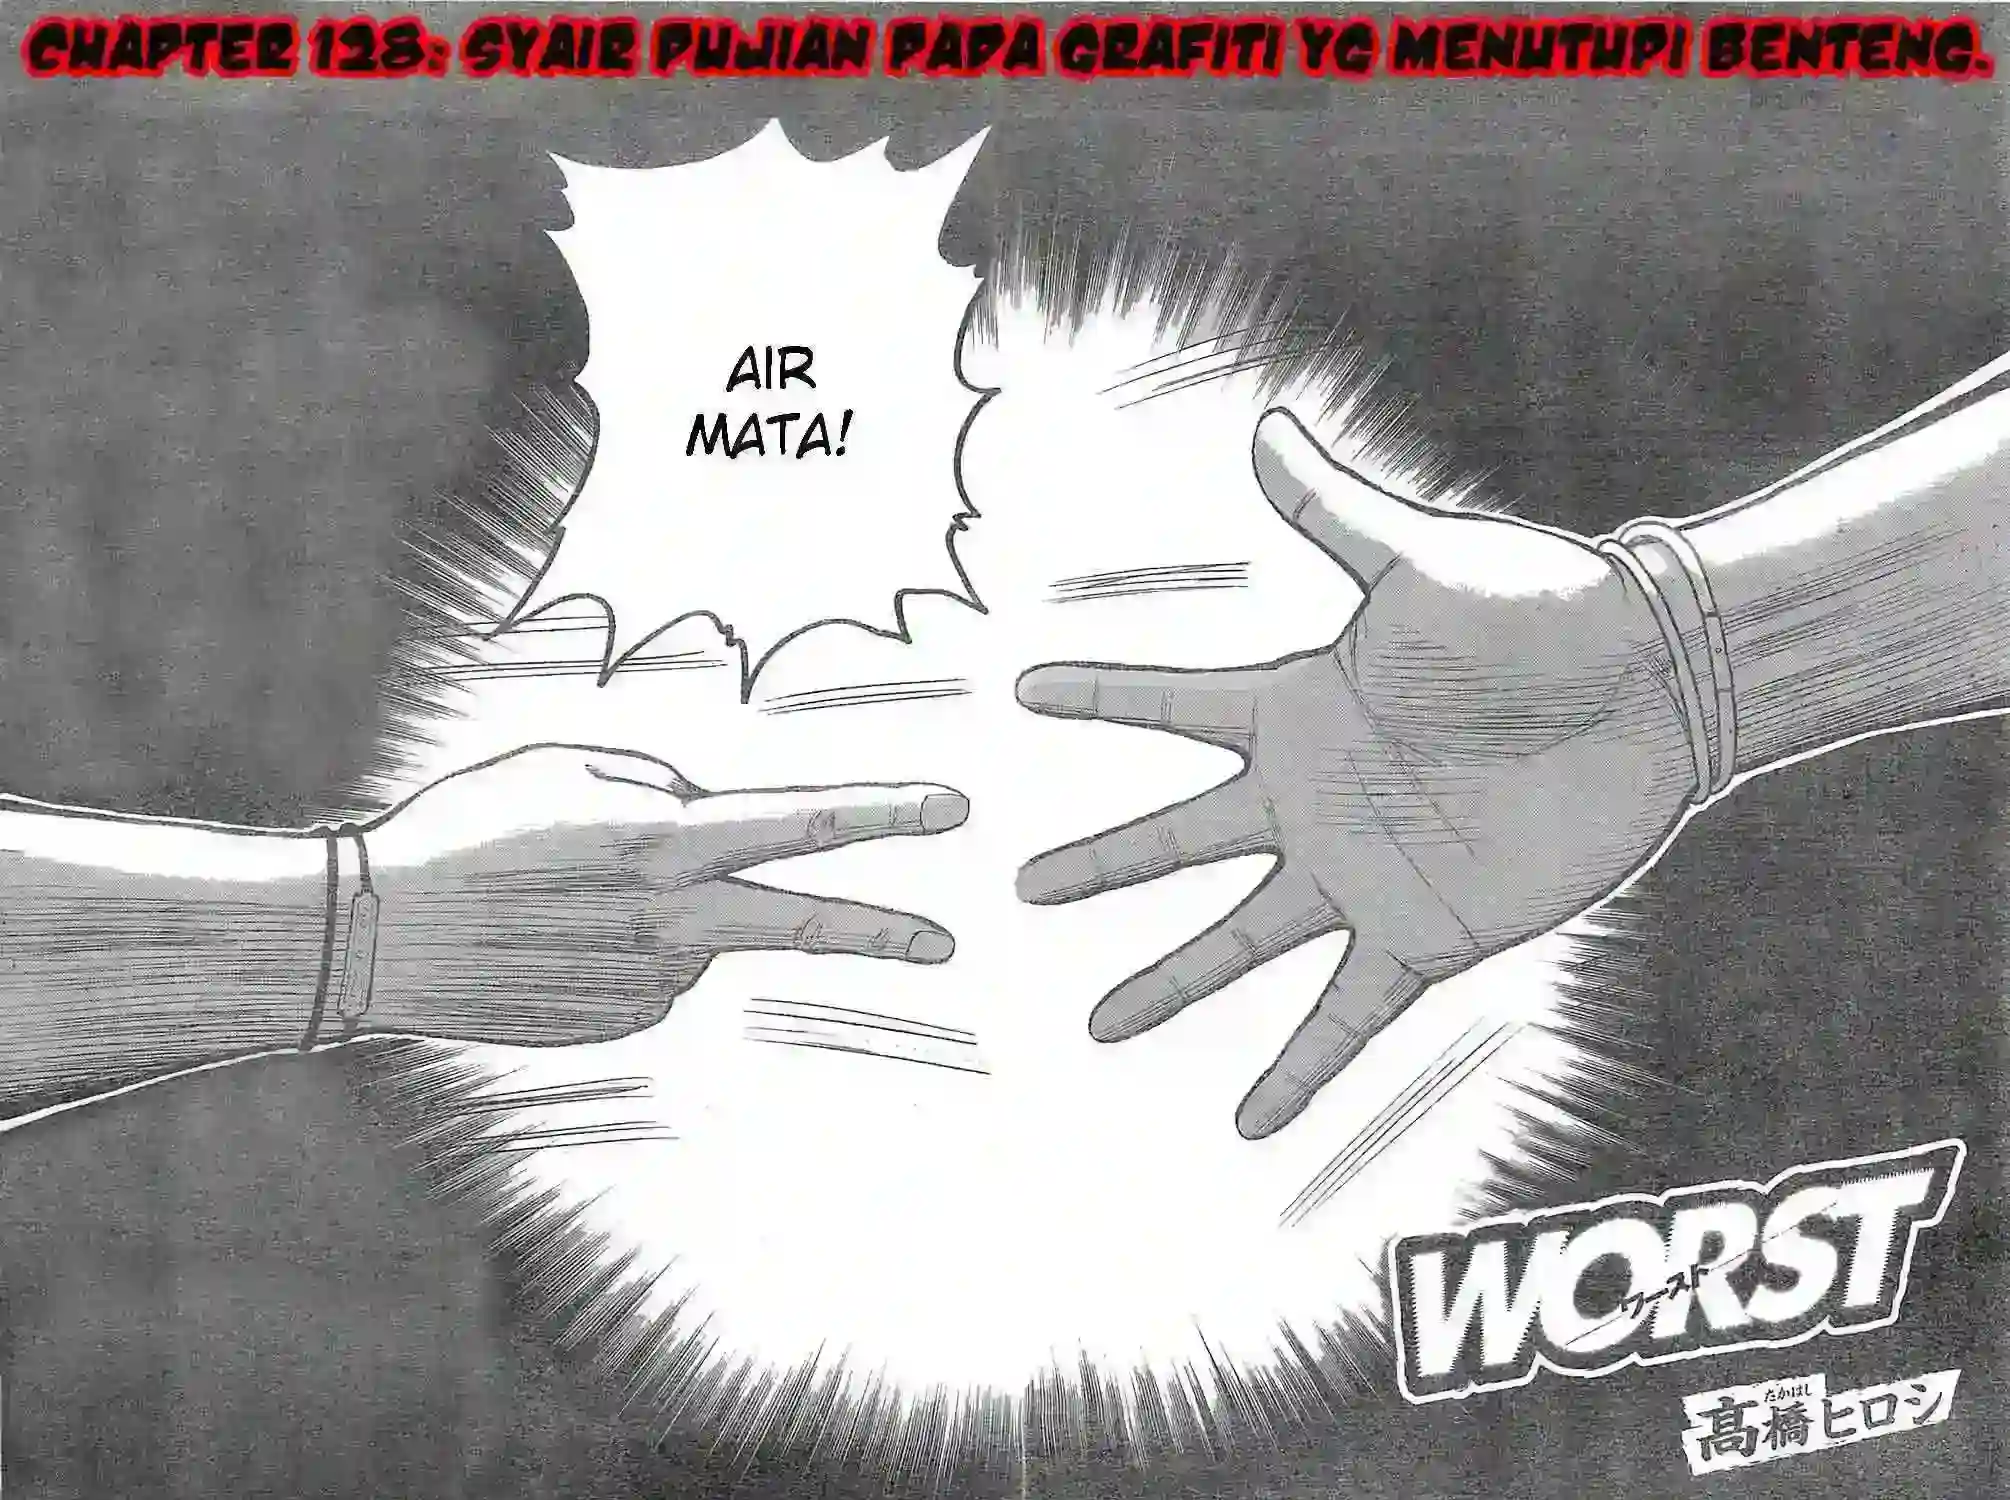 CHAPTER 128: SYAIR PUJIAN PADA GRAFITI YG MENUTUPI BENTENG.
AIR
MATA!
WORST
ワースト
たかはし
髙橋ヒロシ